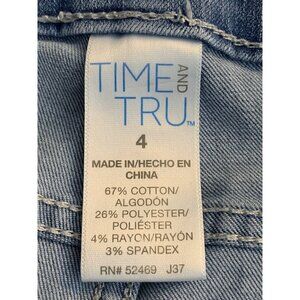 TIME AND
TRU™
4
MADE IN/HECHO EN
CHINA
67% COTTON/
ALGODÓN
26% POLYESTER/
POLIÉSTER
4% RAYON/RAYÓN
3% SPANDEX
RN# 52469 J37